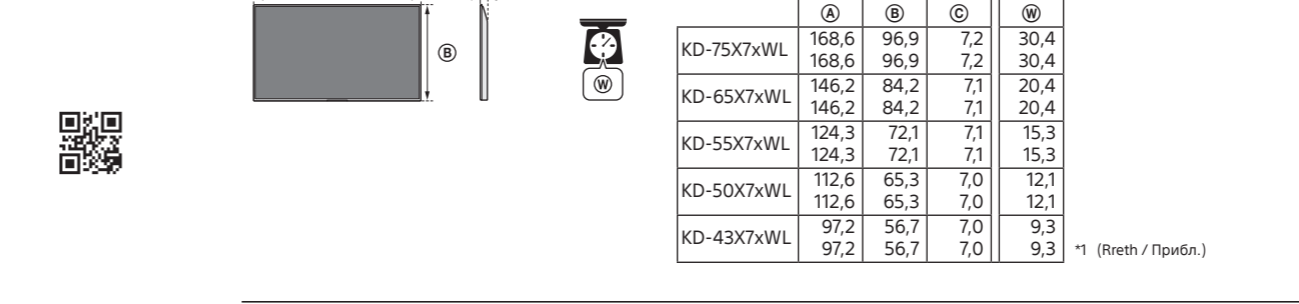 Ⓐ Ⓑ Ⓒ Ⓦ
Ⓑ
Ⓦ
KD-75X7xWL 168,6 96,9 7,2 30,4
168,6 96,9 7,2 30,4
KD-65X7xWL 146,2 84,2 7,1 20,4
146,2 84,2 7,1 20,4
KD-55X7xWL 124,3 72,1 7,1 15,3
124,3 72,1 7,1 15,3
KD-50X7xWL 112,6 65,3 7,0 12,1
112,6 65,3 7,0 12,1
KD-43X7xWL 97,2 56,7 7,0 9,3
97,2 56,7 7,0 9,3
*1 (Rreth / Прибл.)